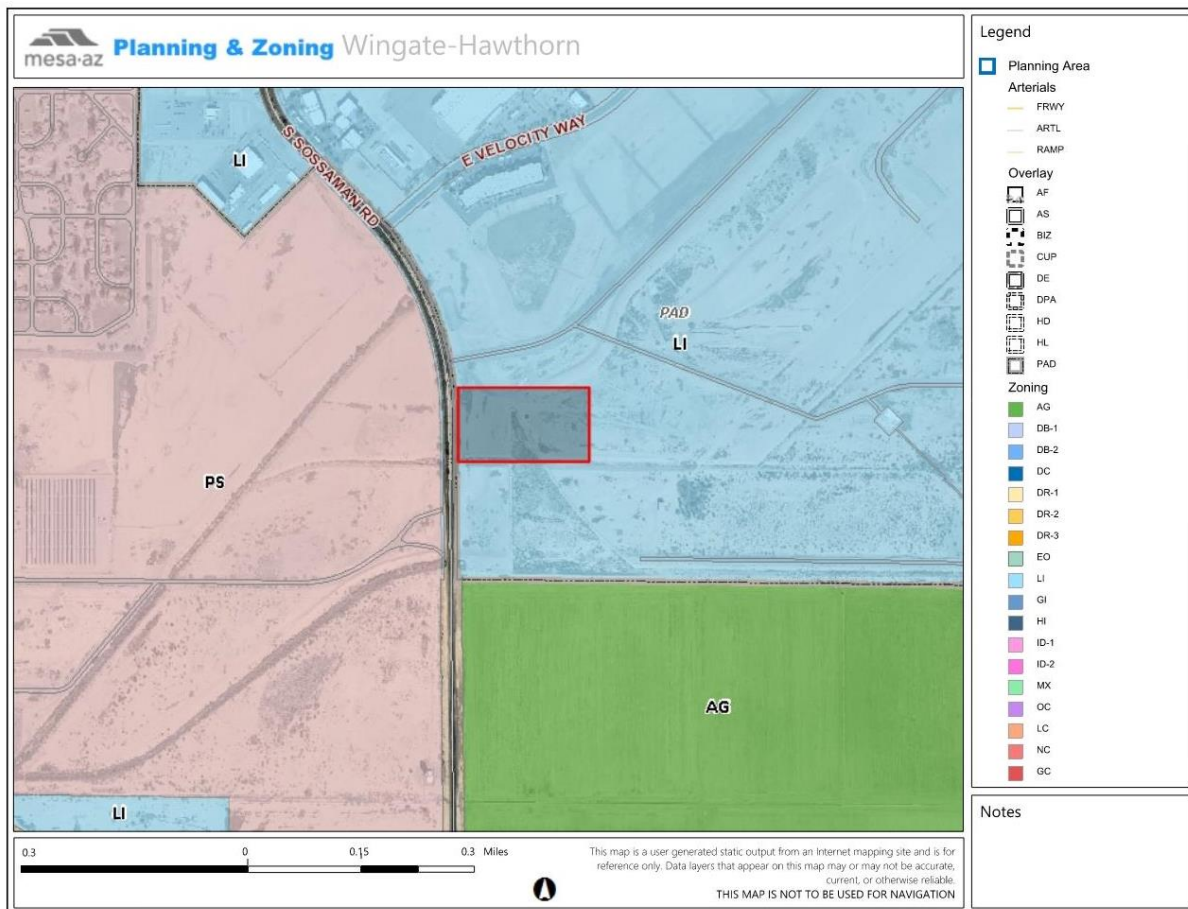 mesa·az Planning & Zoning Wingate-Hawthorn
LI
S SOSSAMAN RD
E VELOCITY WAY
PAD
LI
PS
AG
LI
0.3 0 0.15 0.3 Miles
This map is a user generated static output from an Internet mapping site and is for
reference only. Data layers that appear on this map may or may not be accurate,
current, or otherwise reliable.
THIS MAP IS NOT TO BE USED FOR NAVIGATION
Legend
Planning Area
Arterials
FRWY
ARTL
RAMP
Overlay
AF
AS
BIZ
CUP
DE
DPA
HD
HL
PAD
Zoning
AG
DB-1
DB-2
DC
DR-1
DR-2
DR-3
EO
LI
GI
HI
ID-1
ID-2
MX
OC
LC
NC
GC
Notes